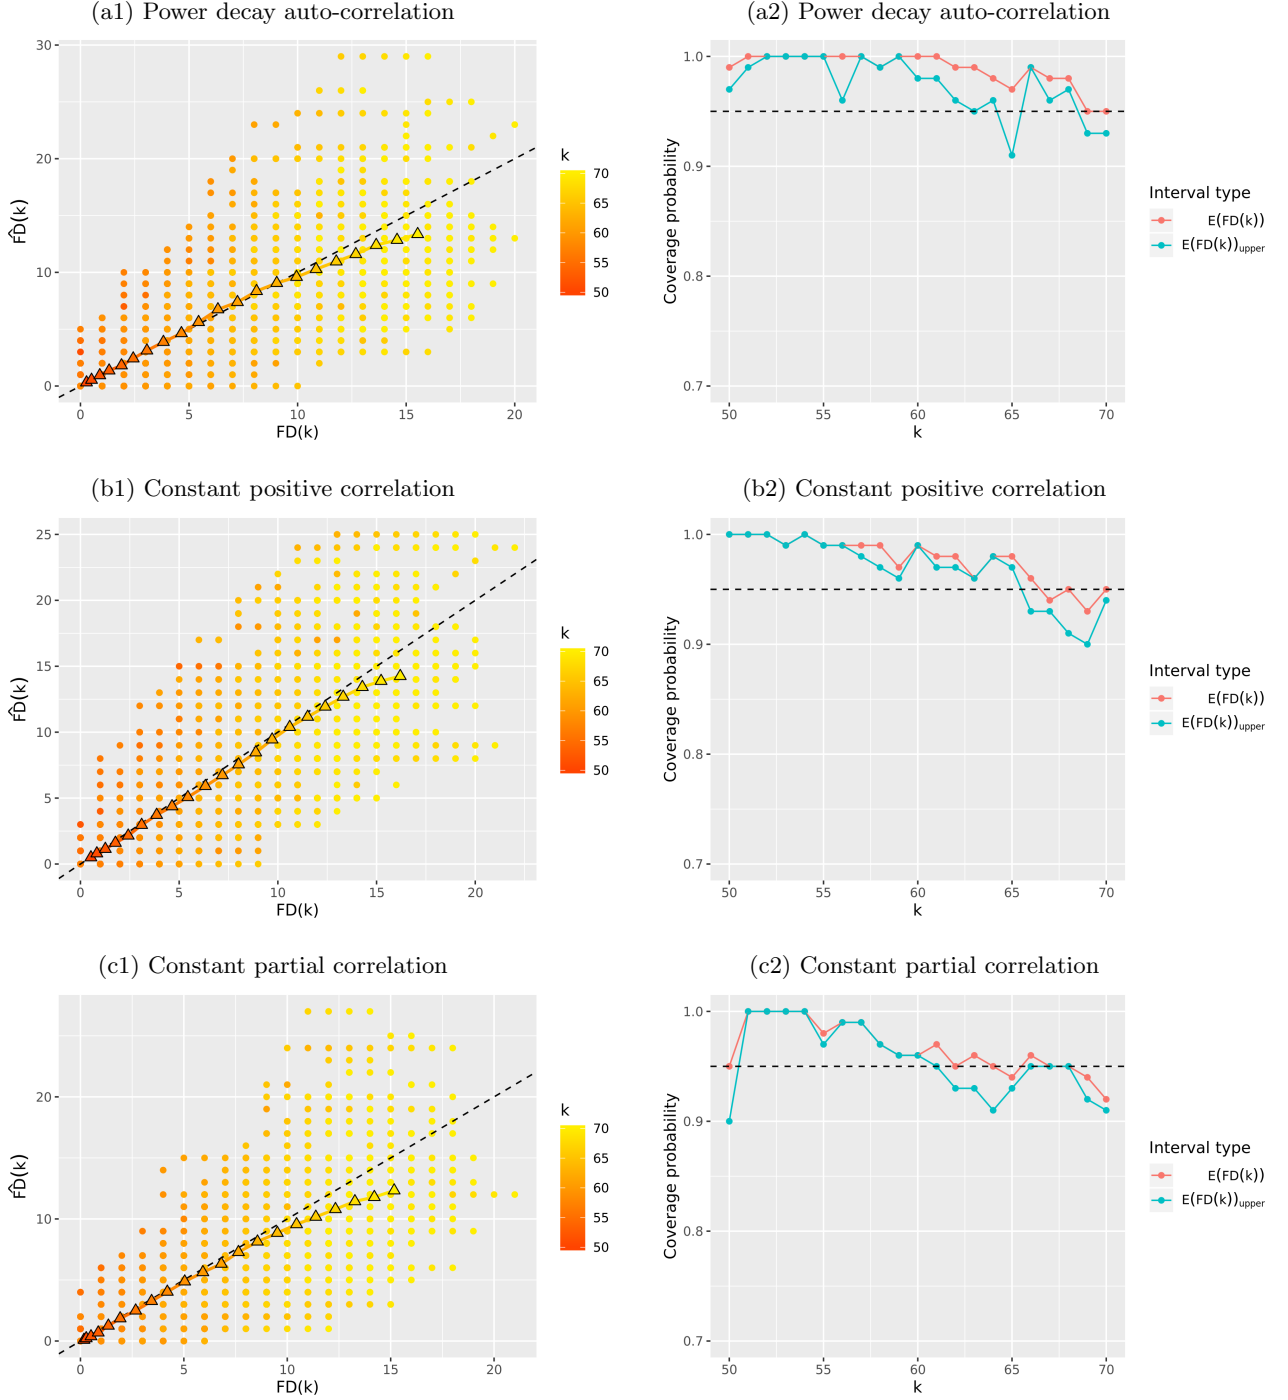 (a1) Power decay auto-correlation
30
20
10
0
F̂D(k)
0 5 10 15 20
FD(k)
k
70
65
60
55
50
(a2) Power decay auto-correlation
1.0
0.9
0.8
0.7
Coverage probability
50 55 60 65 70
k
Interval type
E(FD(k))
E(FD(k))upper
(b1) Constant positive correlation
25
20
15
10
5
0
F̂D(k)
0 5 10 15 20
FD(k)
k
70
65
60
55
50
(b2) Constant positive correlation
1.0
0.9
0.8
0.7
Coverage probability
50 55 60 65 70
k
Interval type
E(FD(k))
E(FD(k))upper
(c1) Constant partial correlation
20
10
0
F̂D(k)
0 5 10 15 20
FD(k)
k
70
65
60
55
50
(c2) Constant partial correlation
1.0
0.9
0.8
0.7
Coverage probability
50 55 60 65 70
k
Interval type
E(FD(k))
E(FD(k))upper